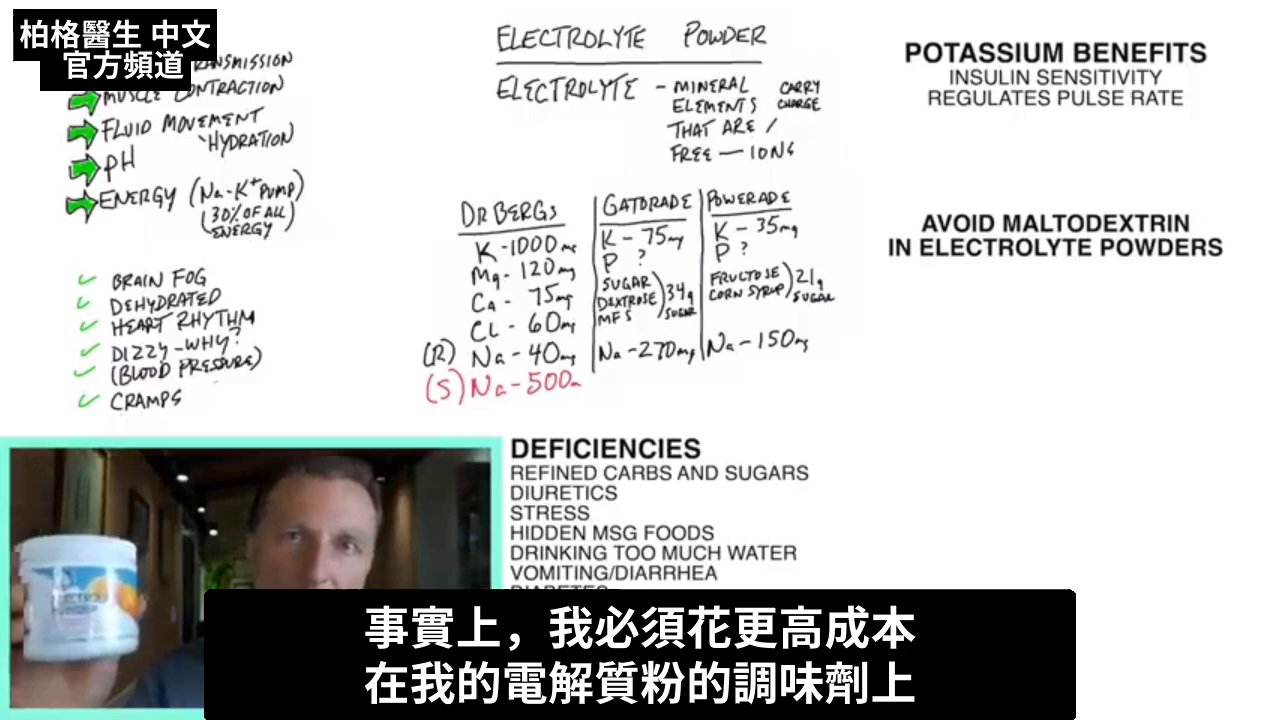 柏格醫生 中文
官方頻道
TRANSMISSION
MUSCLE CONTRACTION
FLUID MOVEMENT
HYDRATION
PH
ENERGY (Na-K+ PUMP)
(30% OF ALL
ENERGY)
BRAIN FOG
DEHYDRATED
HEART RHYTHM
DIZZY-WHY?
(BLOOD PRESSURE)
CRAMPS
ELECTROLYTE POWDER
ELECTROLYTE - MINERAL CARRY
ELEMENTS CHARGE
THAT ARE /
FREE — IONS
DR BERGS
K -1000 mg
Mg - 120mg
Ca - 75mg
CL - 60mg
(R) Na - 40mg
(S) Na - 500
GATORADE
K - 75mg
P ?
SUGAR
DEXTROSE ) 34g
MFS SUGAR
Na - 270mg
POWERADE
K - 35mg
P ?
FRUCTOSE ) 21g
CORN SYRUP SUGAR
Na - 150mg
POTASSIUM BENEFITS
INSULIN SENSITIVITY
REGULATES PULSE RATE
AVOID MALTODEXTRIN
IN ELECTROLYTE POWDERS
DEFICIENCIES
REFINED CARBS AND SUGARS
DIURETICS
STRESS
HIDDEN MSG FOODS
DRINKING TOO MUCH WATER
VOMITING/DIARRHEA
事實上，我必須花更高成本
在我的電解質粉的調味劑上